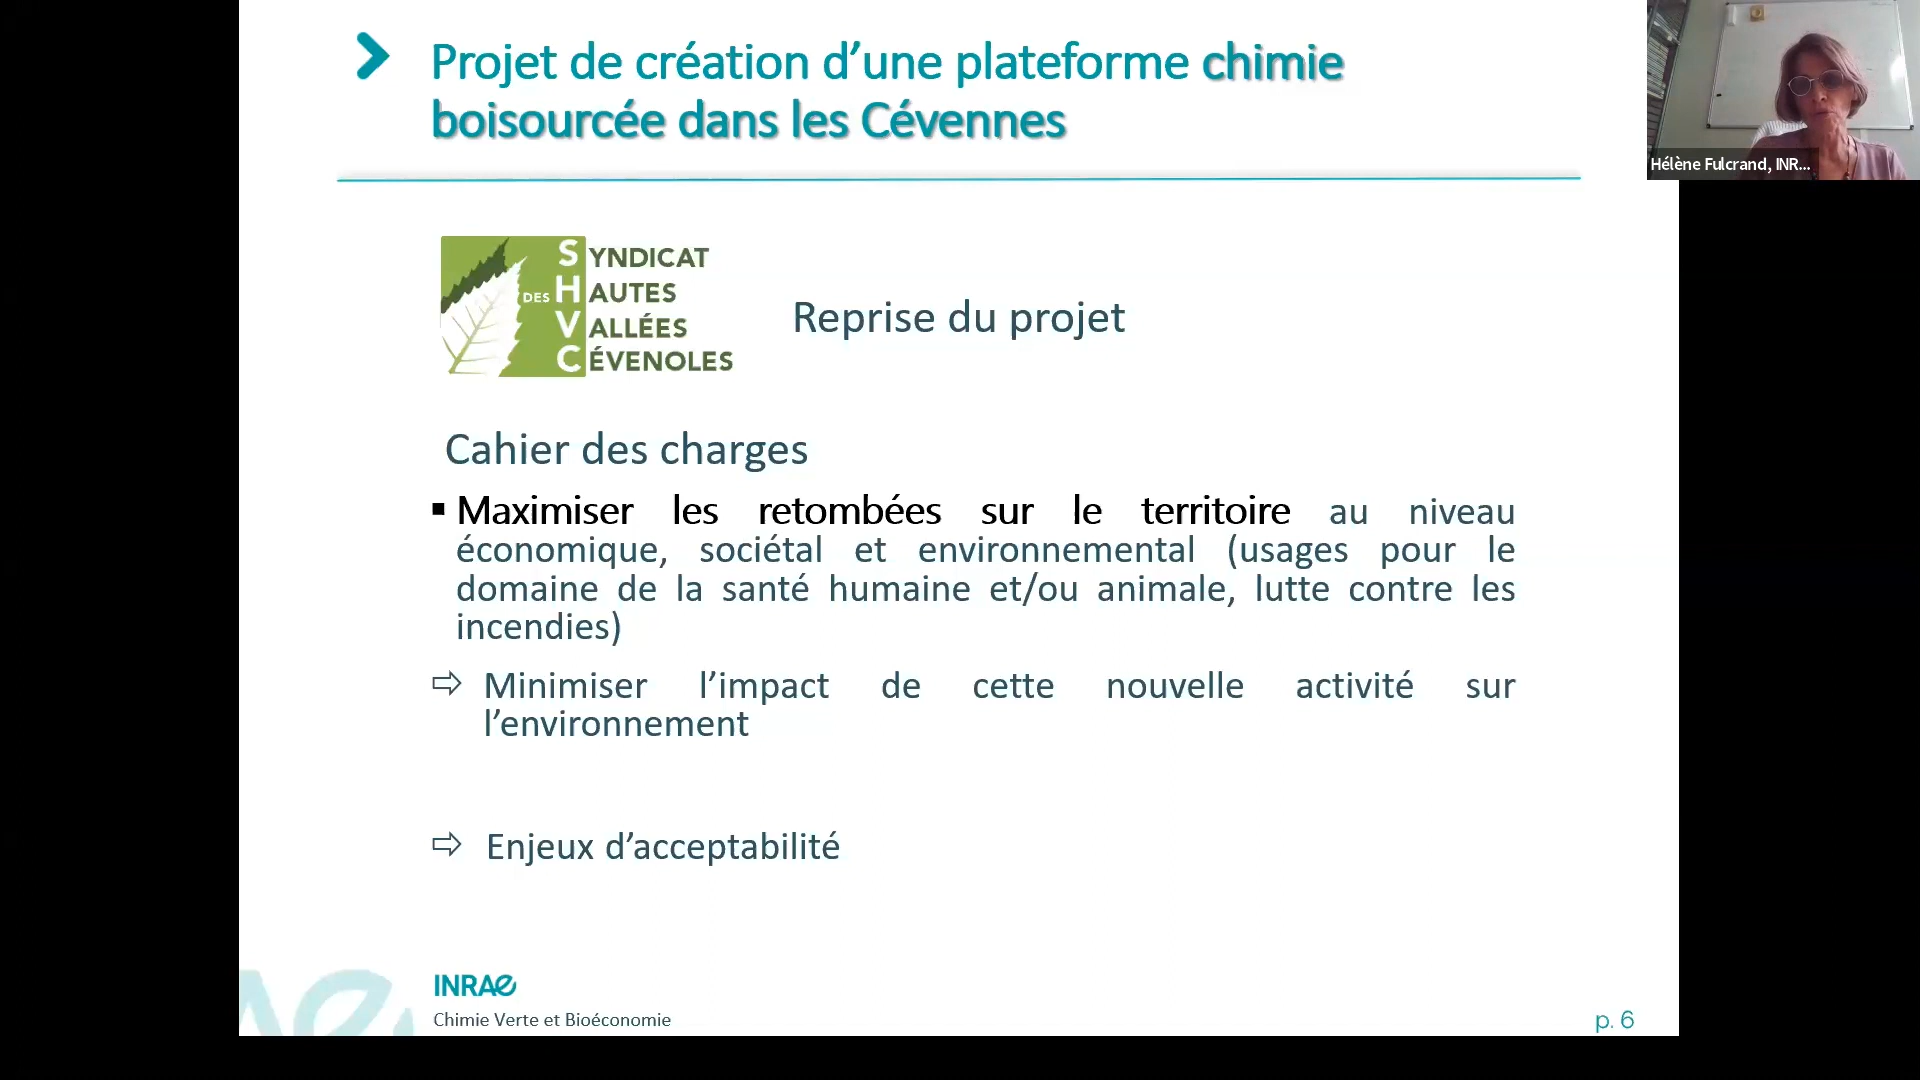 Projet de création d’une plateforme chimie
boisourcée dans les Cévennes
Hélène Fulcrand, INR...
SYNDICAT
DES HAUTES
VALLÉES
CÉVENOLES
Reprise du projet
Cahier des charges
▪ Maximiser les retombées sur le territoire au niveau
économique, sociétal et environnemental (usages pour le
domaine de la santé humaine et/ou animale, lutte contre les
incendies)
⇨ Minimiser l’impact de cette nouvelle activité sur
l’environnement
⇨ Enjeux d’acceptabilité
INRAE
Chimie Verte et Bioéconomie
p. 6